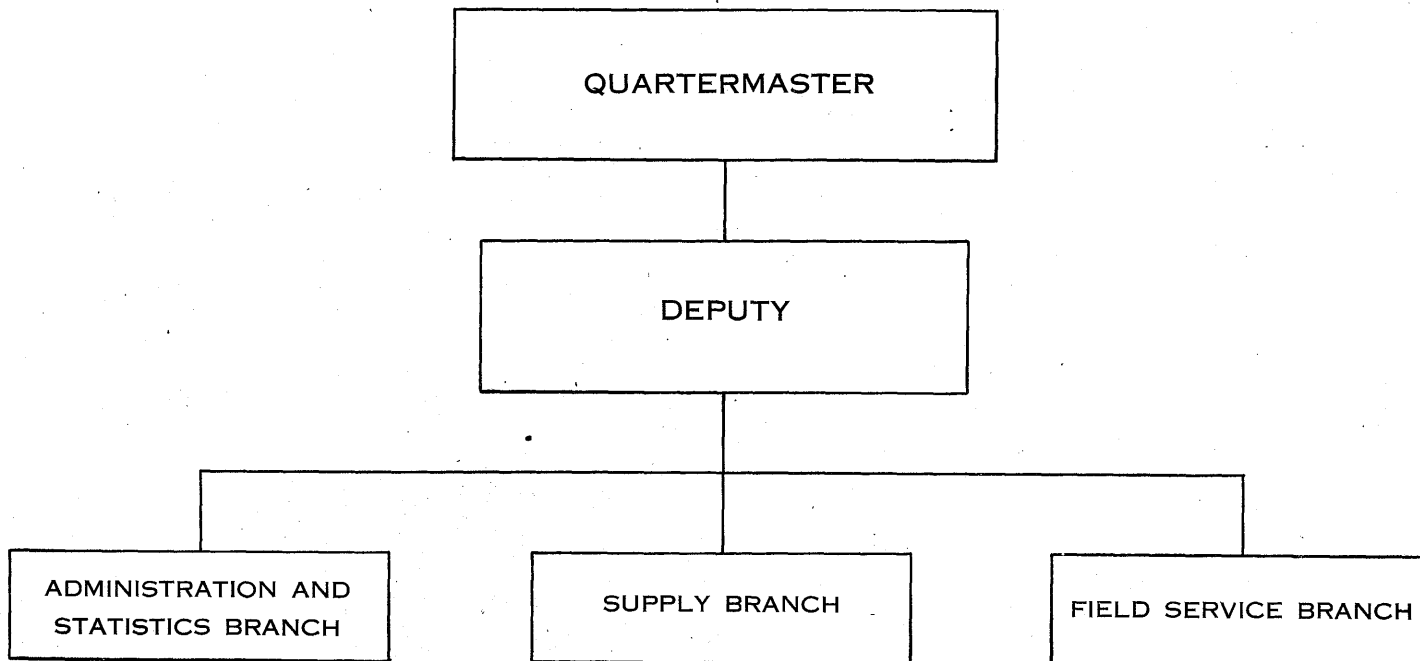 QUARTERMASTER
DEPUTY
ADMINISTRATION AND
STATISTICS BRANCH
SUPPLY BRANCH
FIELD SERVICE BRANCH